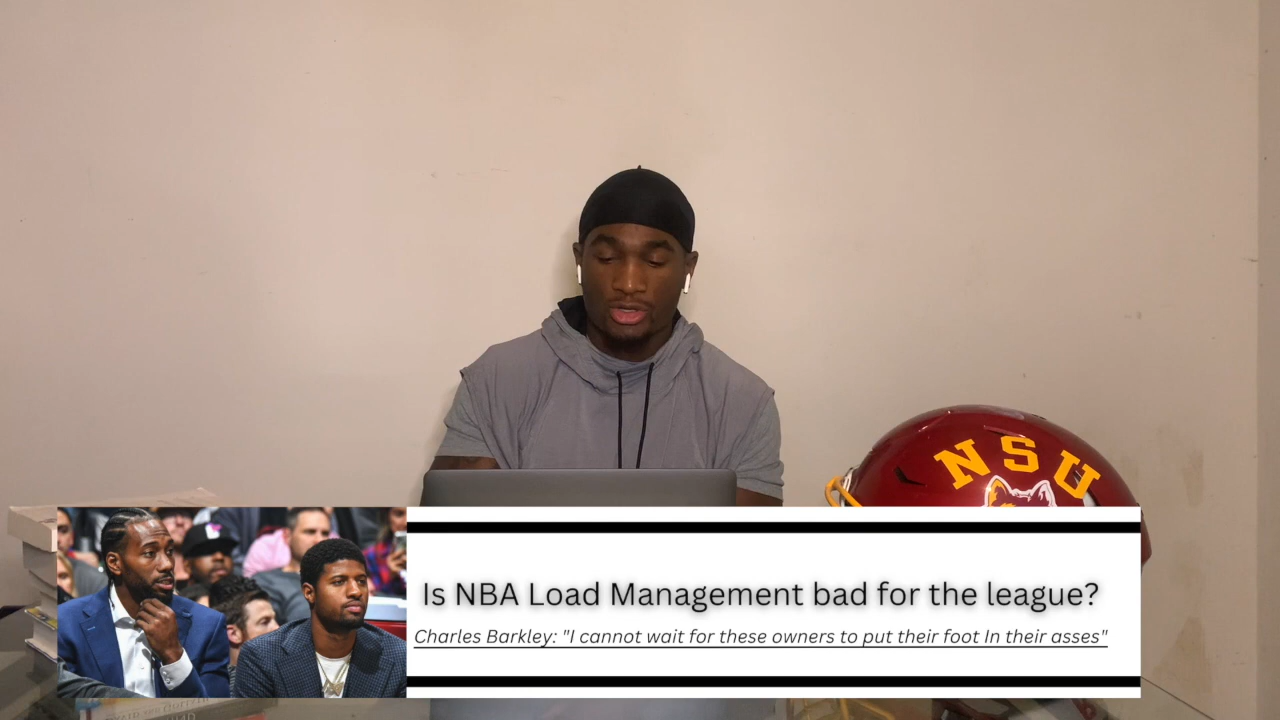 NSU
Is NBA Load Management bad for the league?
Charles Barkley: "I cannot wait for these owners to put their foot In their asses"